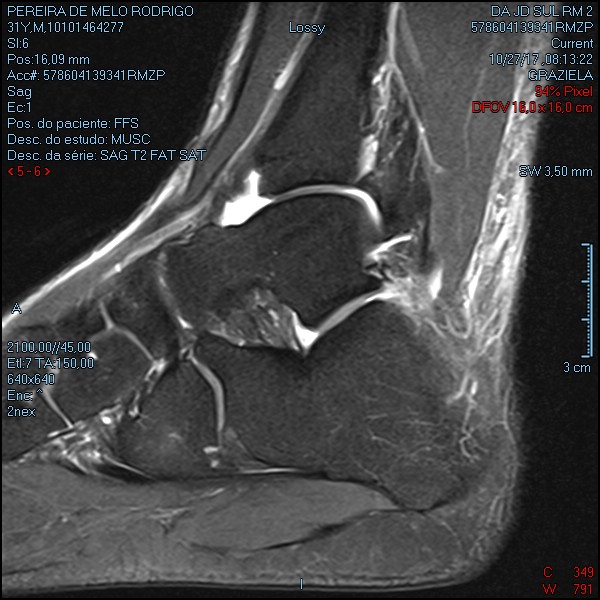 PEREIRA DE MELO RODRIGO
31Y,M,10101464277
Sl:6
Pos:16,09 mm
Acc#: 578604139341RMZP
Sag
Ec:1
Pos. do paciente: FFS
Desc. do estudo: MUSC
Desc. da série: SAG T2 FAT SAT
< 5 - 6 >
Lossy
DA JD SUL RM 2
578604139341RMZP
Current
10/27/17 ,08:13:22
GRAZIELA
94% Pixel
DFOV 16,0 x 16,0 cm
SW 3,50 mm
A
2100,00//45,00
Etl:7 TA:150,00
640x640
Enc: ^
2nex
3 cm
I
C 349
W 791